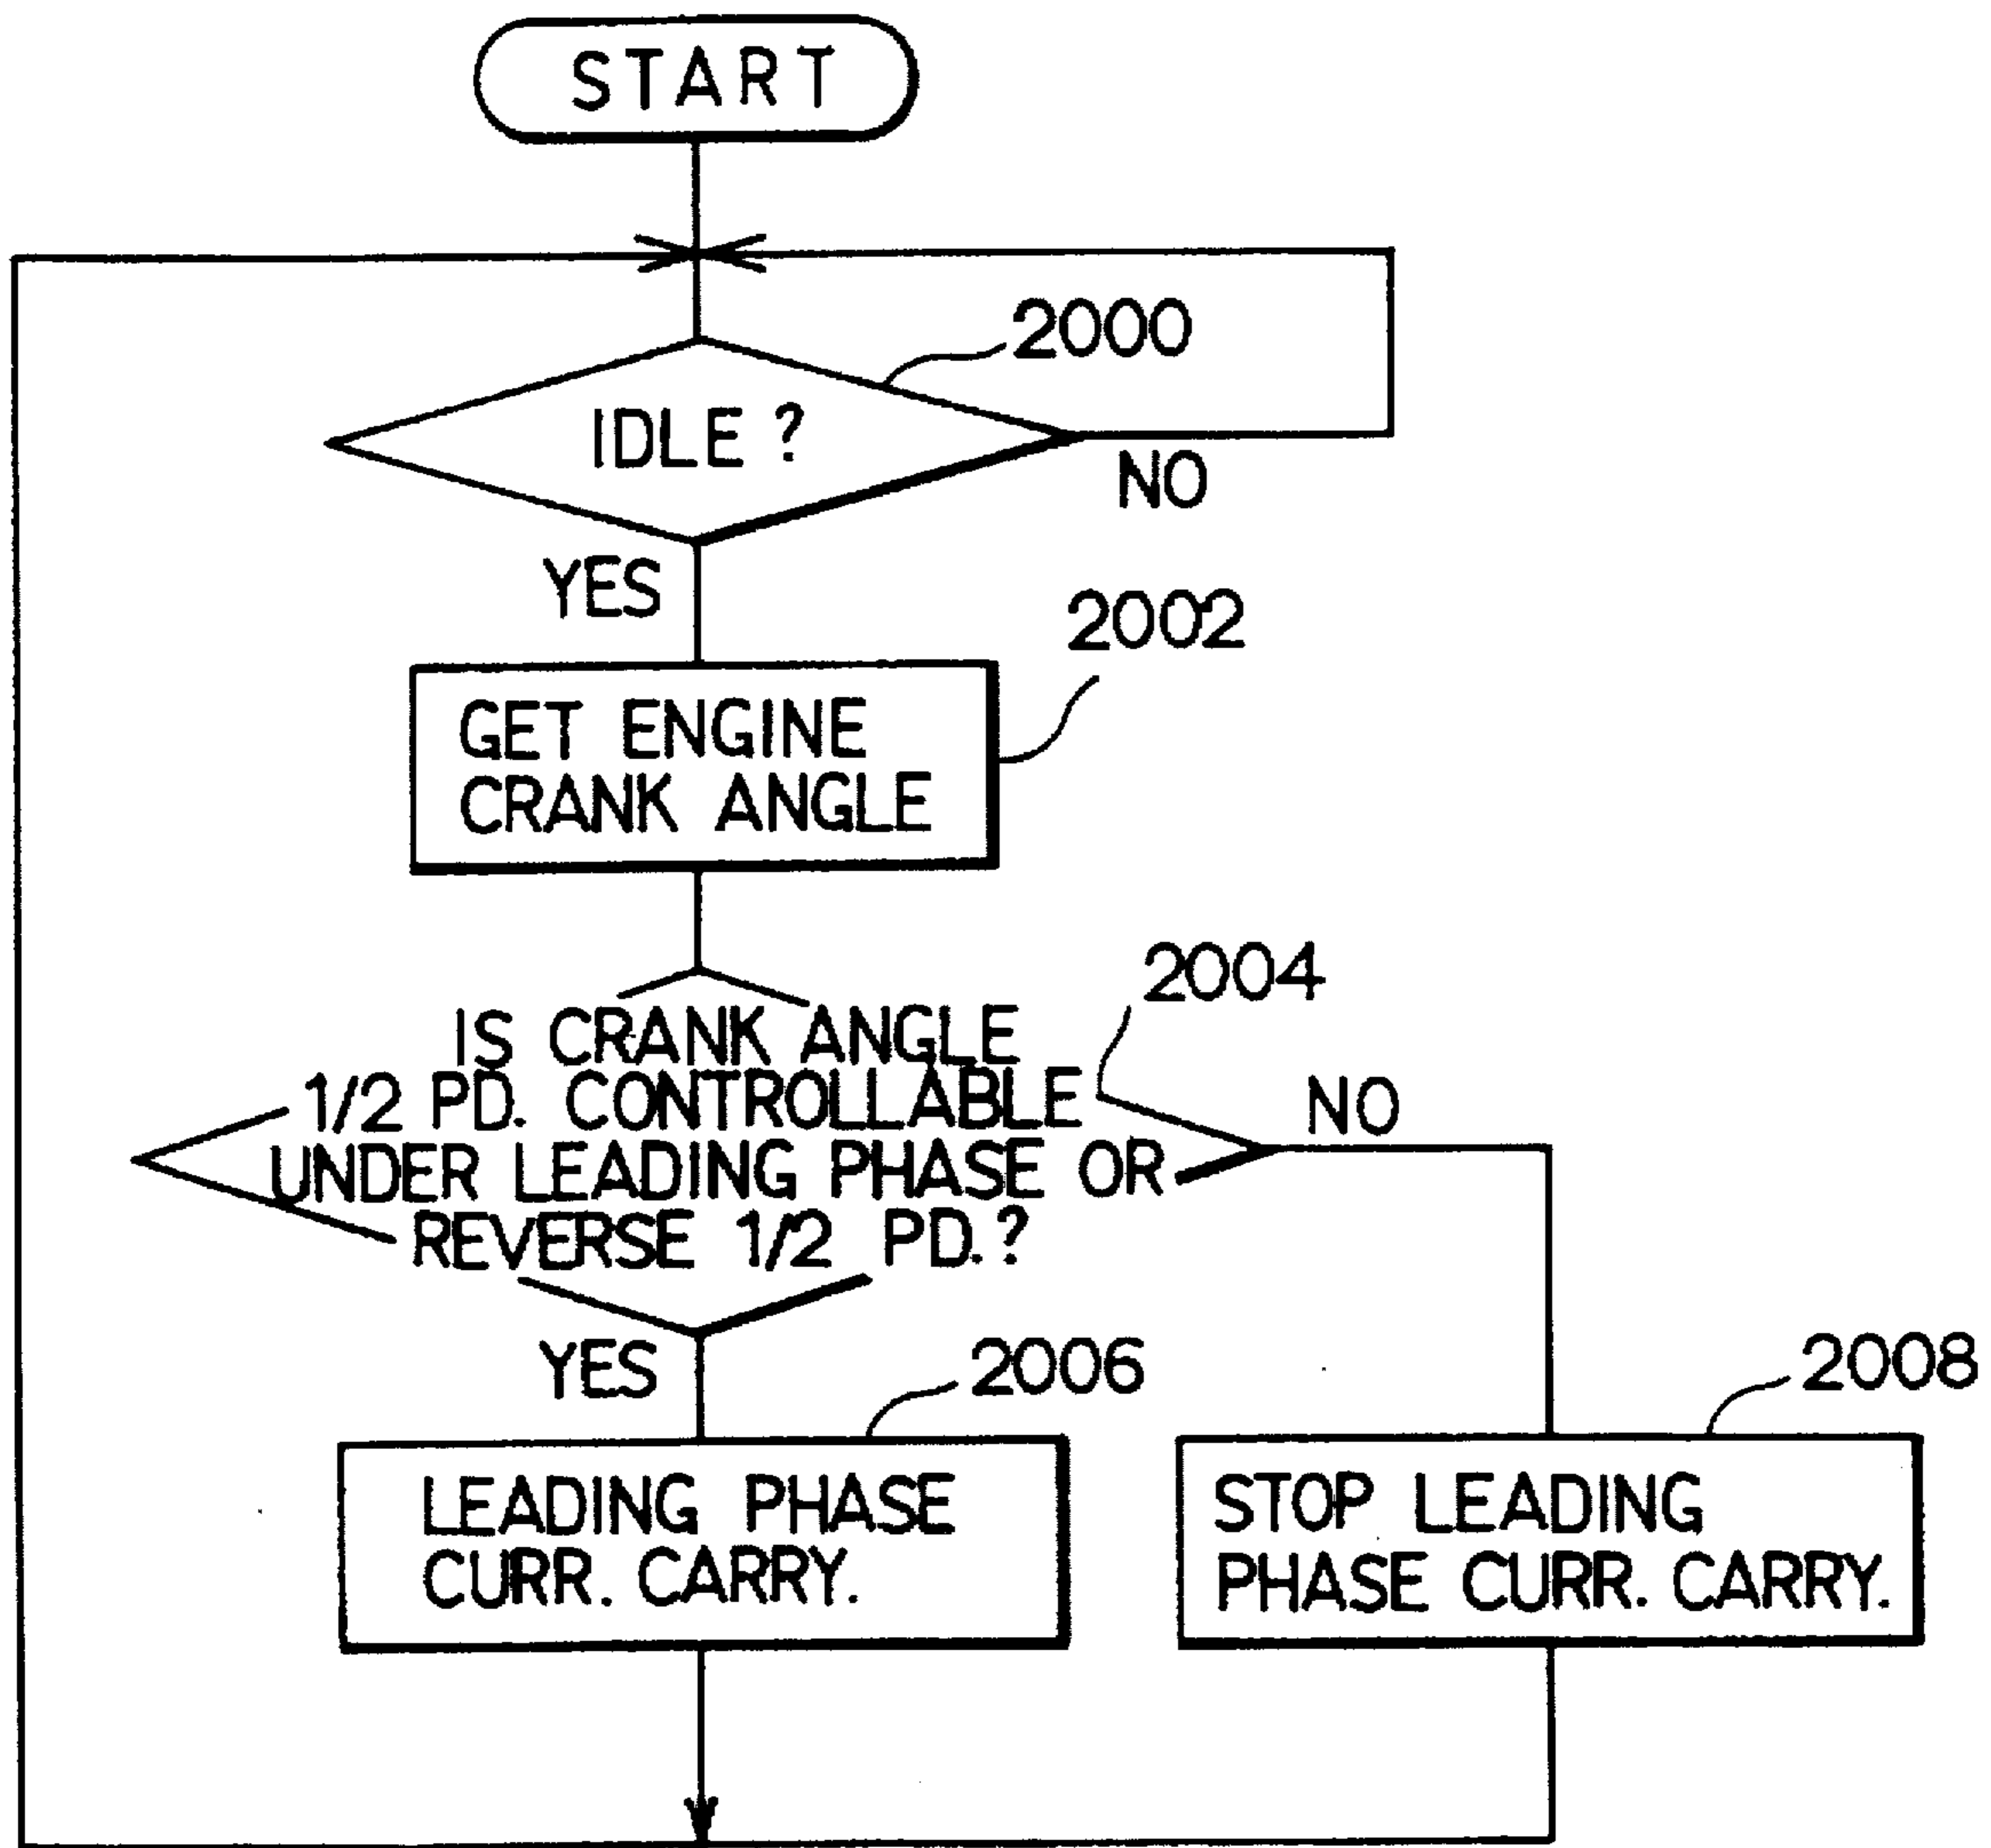 START
2000
IDLE ?
NO
YES
2002
GET ENGINE
CRANK ANGLE
2004
IS CRANK ANGLE
1/2 PD. CONTROLLABLE
UNDER LEADING PHASE OR
REVERSE 1/2 PD.?
NO
YES
2006
2008
LEADING PHASE
CURR. CARRY.
STOP LEADING
PHASE CURR. CARRY.